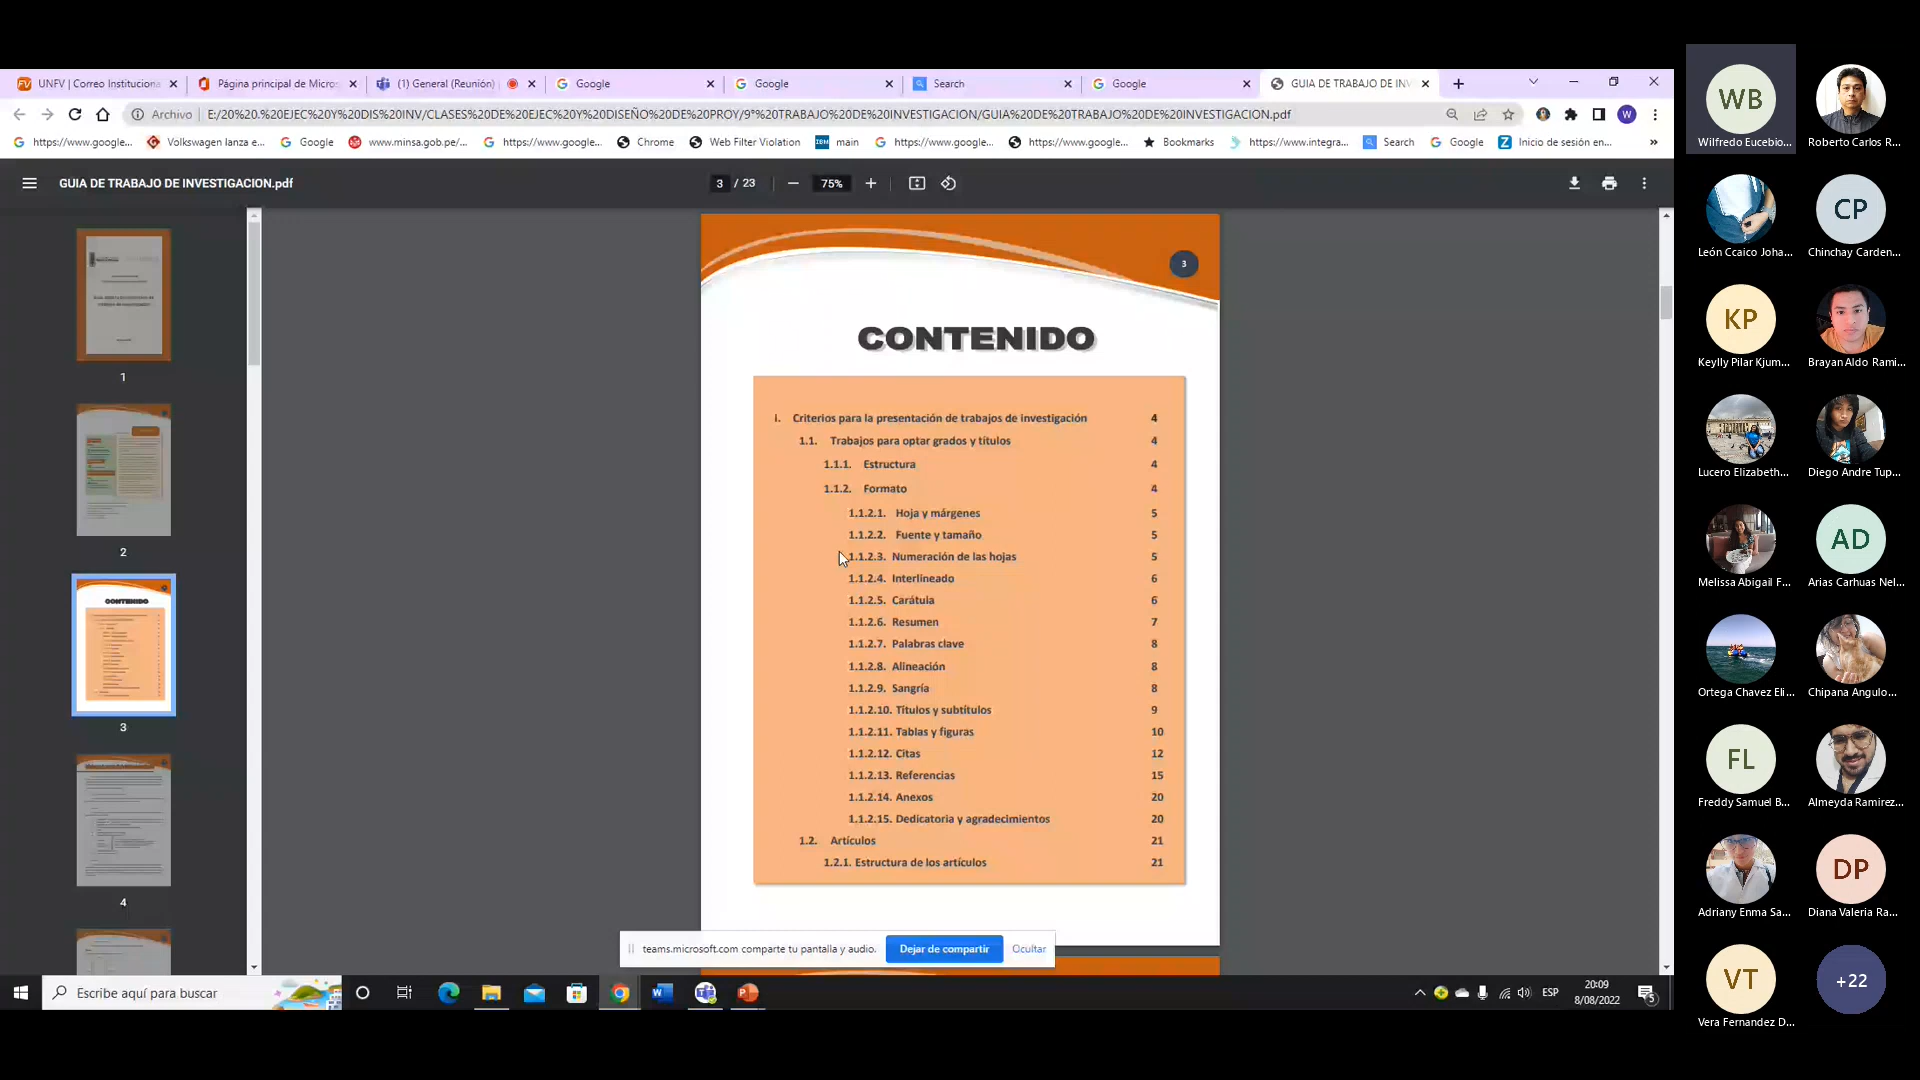 UNFV | Correo Instituciona
Página principal de Micros
(1) General (Reunión)
Google
Google
Search
Google
GUIA DE TRABAJO DE INV
Archivo
E:/20%20.%20EJEC%20Y%20DIS%20INV/CLASES%20DE%20EJEC%20Y%20DISEÑO%20DE%20PROY/9°%20TRABAJO%20DE%20INVESTIGACION/GUIA%20DE%20TRABAJO%20DE%20INVESTIGACION.pdf
https://www.google...
Volkswagen lanza e...
Google
www.minsa.gob.pe/...
https://www.google...
Chrome
Web Filter Violation
main
https://www.google...
https://www.google...
Bookmarks
https://www.integra...
Search
Google
Inicio de sesión en...
»
GUIA DE TRABAJO DE INVESTIGACION.pdf
3 / 23
75%
1
2
CONTENIDO
3
4
3
CONTENIDO
I. Criterios para la presentación de trabajos de investigación 4
1.1. Trabajos para optar grados y títulos 4
1.1.1. Estructura 4
1.1.2. Formato 4
1.1.2.1. Hoja y márgenes 5
1.1.2.2. Fuente y tamaño 5
1.1.2.3. Numeración de las hojas 5
1.1.2.4. Interlineado 6
1.1.2.5. Carátula 6
1.1.2.6. Resumen 7
1.1.2.7. Palabras clave 8
1.1.2.8. Alineación 8
1.1.2.9. Sangría 8
1.1.2.10. Títulos y subtítulos 9
1.1.2.11. Tablas y figuras 10
1.1.2.12. Citas 12
1.1.2.13. Referencias 15
1.1.2.14. Anexos 20
1.1.2.15. Dedicatoria y agradecimientos 20
1.2. Artículos 21
1.2.1. Estructura de los artículos 21
teams.microsoft.com comparte tu pantalla y audio.
Dejar de compartir
Ocultar
Escribe aquí para buscar
ESP
20:09
8/08/2022
5
WB
Wilfredo Eucebio...
Roberto Carlos R...
León Ccaico Joha...
CP
Chinchay Carden...
KP
Keylly Pilar Kjum...
Brayan Aldo Rami...
Lucero Elizabeth...
Diego Andre Tup...
Melissa Abigail F...
AD
Arias Carhuas Nel...
Ortega Chavez Eli...
Chipana Angulo...
FL
Freddy Samuel B...
Almeyda Ramirez...
Adriany Enma Sa...
DP
Diana Valeria Ra...
VT
Vera Fernandez D...
+22